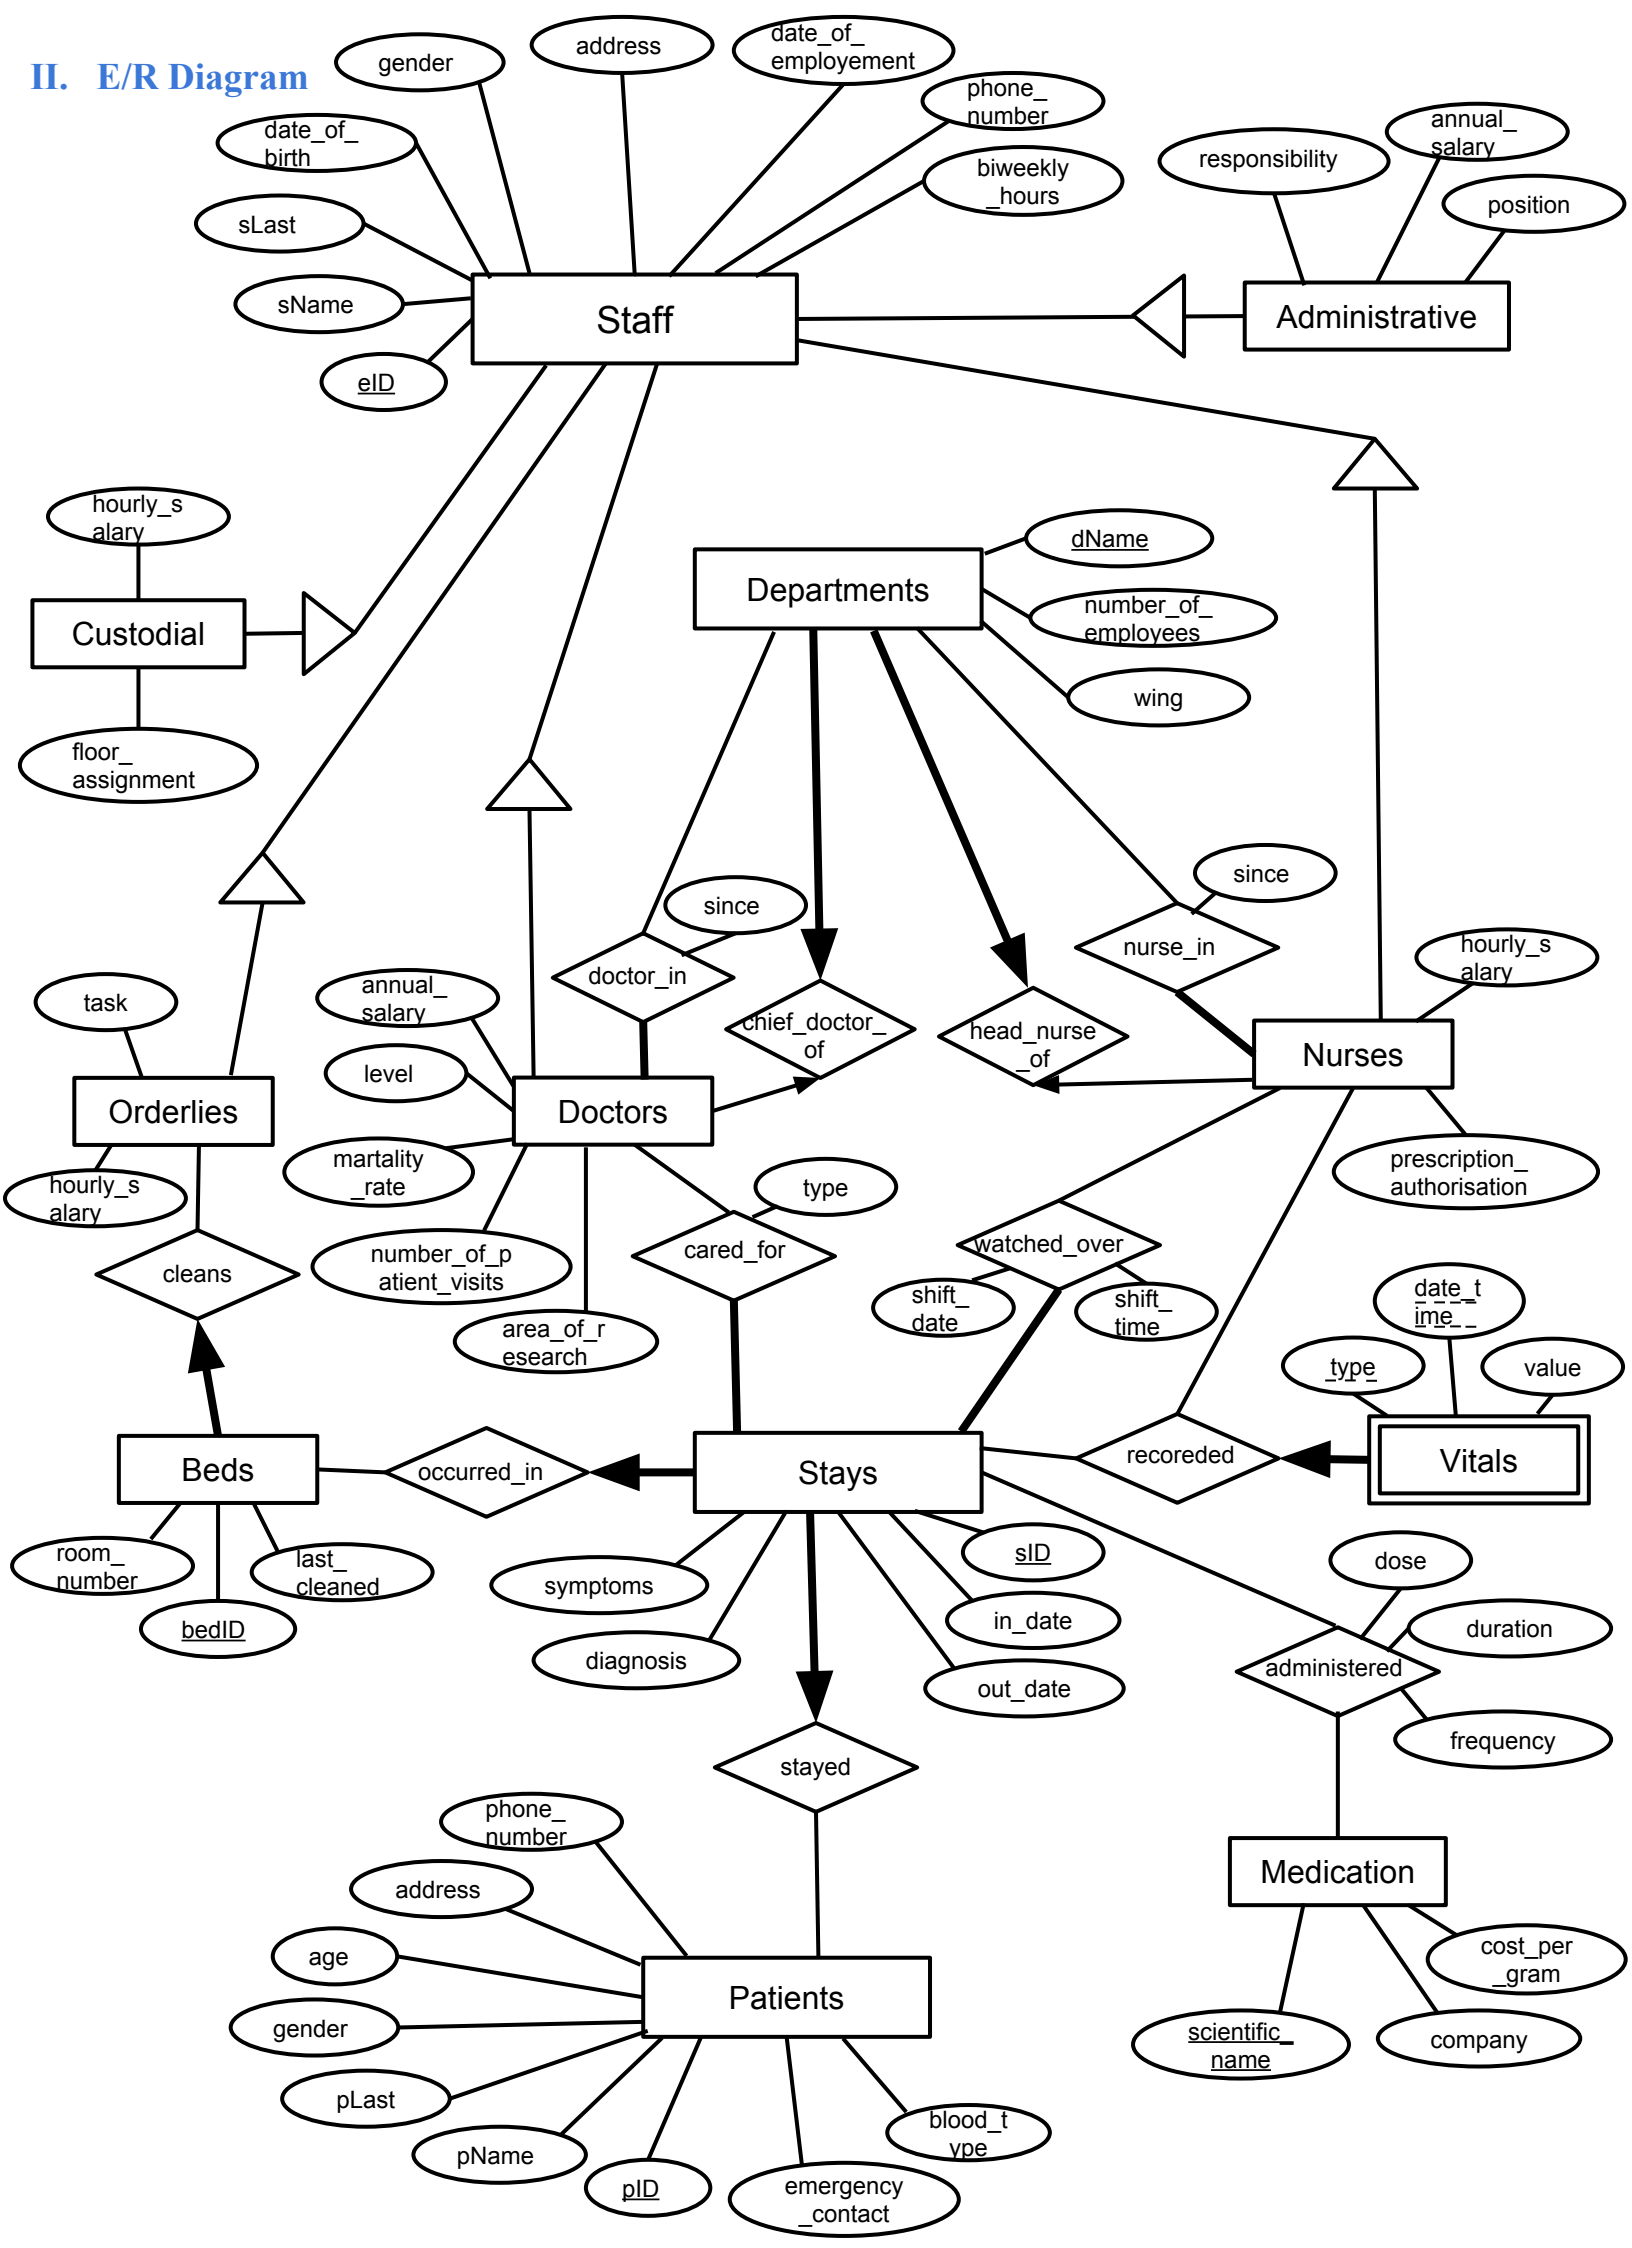 II. E/R Diagram
gender
address
date_of_
employement
phone_
number
date_of_
birth
biweekly
_hours
annual_
salary
responsibility
position
sLast
sName
Staff
Administrative
eID
hourly_s
alary
dName
Departments
number_of_
employees
Custodial
wing
floor_
assignment
since
since
nurse_in
hourly_s
alary
doctor_in
annual_
salary
task
chief_doctor_
of
head_nurse
_of
Nurses
level
Orderlies
Doctors
martality
_rate
prescription_
authorisation
hourly_s
alary
type
cared_for
watched_over
number_of_p
atient_visits
cleans
shift_
date
shift_
time
date_t
ime
area_of_r
esearch
type
value
Beds
occurred_in
Stays
recoreded
Vitals
room_
number
last_
cleaned
sID
dose
symptoms
in_date
duration
bedID
diagnosis
administered
out_date
frequency
stayed
phone_
number
address
Medication
age
cost_per
_gram
Patients
gender
scientific_
name
company
pLast
blood_t
ype
pName
pID
emergency
_contact